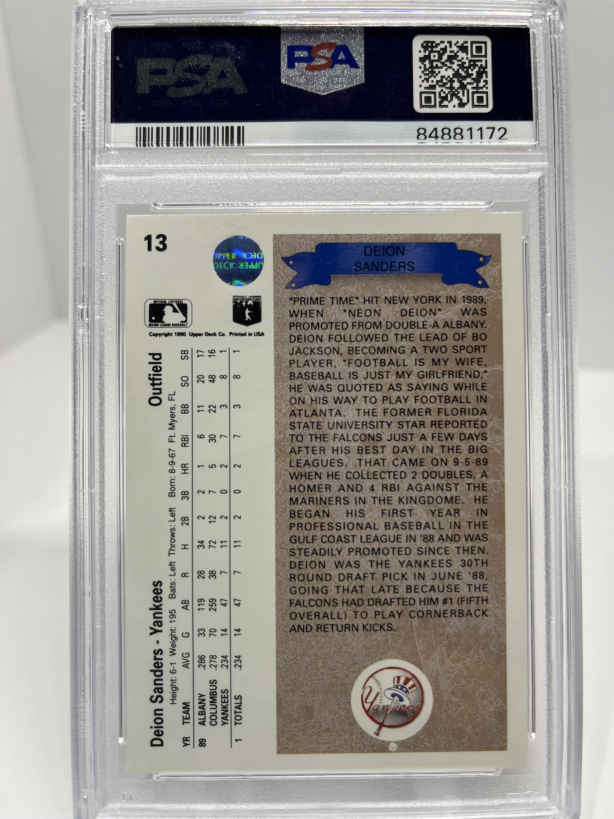 PSA
PSA
84881172
13
UPPER DECK
DEION
SANDERS
Copyright 1990 Upper Deck Co. Printed in USA
Deion Sanders - Yankees Outfield
Height: 6-1 Weight: 195 Bats: Left Throws: Left Born: 8-9-67 Ft. Myers, FL
YR TEAM AVG G AB R H 2B 3B HR RBI BB SO SB
89 ALBANY .286 33 119 28 34 2 2 1 6 11 20 17
COLUMBUS .278 70 259 38 72 12 7 5 30 22 48 16
YANKEES .234 14 47 7 11 2 0 2 7 3 8 1
1 TOTALS .234 14 47 7 11 2 0 2 7 3 8 1
"PRIME TIME" HIT NEW YORK IN 1989,
WHEN "NEON DEION" WAS
PROMOTED FROM DOUBLE-A ALBANY.
DEION FOLLOWED THE LEAD OF BO
JACKSON, BECOMING A TWO SPORT
PLAYER, "FOOTBALL IS MY WIFE,
BASEBALL IS JUST MY GIRLFRIEND,"
HE WAS QUOTED AS SAYING WHILE
ON HIS WAY TO PLAY FOOTBALL IN
ATLANTA. THE FORMER FLORIDA
STATE UNIVERSITY STAR REPORTED
TO THE FALCONS JUST A FEW DAYS
AFTER HIS BEST DAY IN THE BIG
LEAGUES. THAT CAME ON 9-5-89
WHEN HE COLLECTED 2 DOUBLES, A
HOMER AND 4 RBI AGAINST THE
MARINERS IN THE KINGDOME. HE
BEGAN HIS FIRST YEAR IN
PROFESSIONAL BASEBALL IN THE
GULF COAST LEAGUE IN '88 AND WAS
STEADILY PROMOTED SINCE THEN.
DEION WAS THE YANKEES 30TH
ROUND DRAFT PICK IN JUNE '88,
GOING THAT LATE BECAUSE THE
FALCONS HAD DRAFTED HIM #1 (FIFTH
OVERALL) TO PLAY CORNERBACK
AND RETURN KICKS.
Yankees